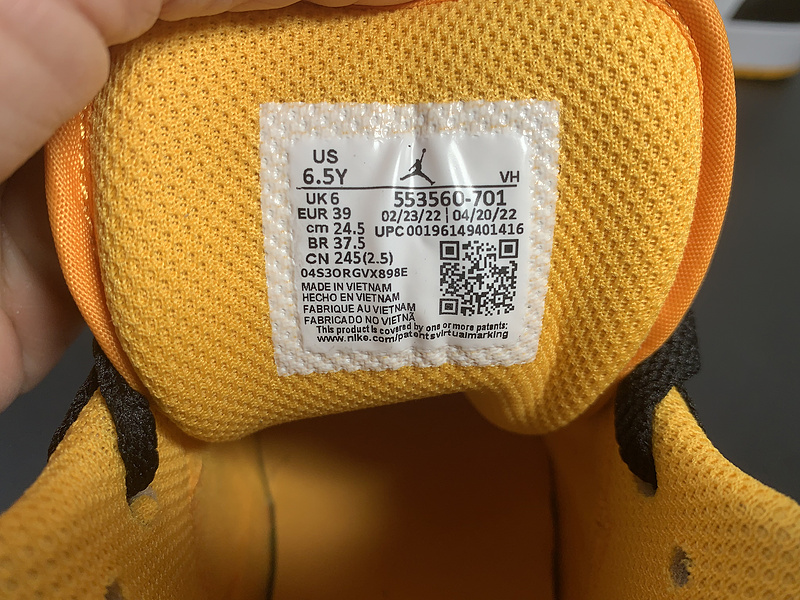 US
6.5Y
VH
UK 6
553560-701
EUR 39
02/23/22 | 04/20/22
cm 24.5
UPC 00196149401416
BR 37.5
CN 245(2.5)
04S3ORGVX898E
MADE IN VIETNAM
HECHO EN VIETNAM
FABRIQUE AU VIETNAM
FABRICADO NO VIETNÃ
This product is covered by one or more patents:
www.nike.com/patentsvirtualmarking